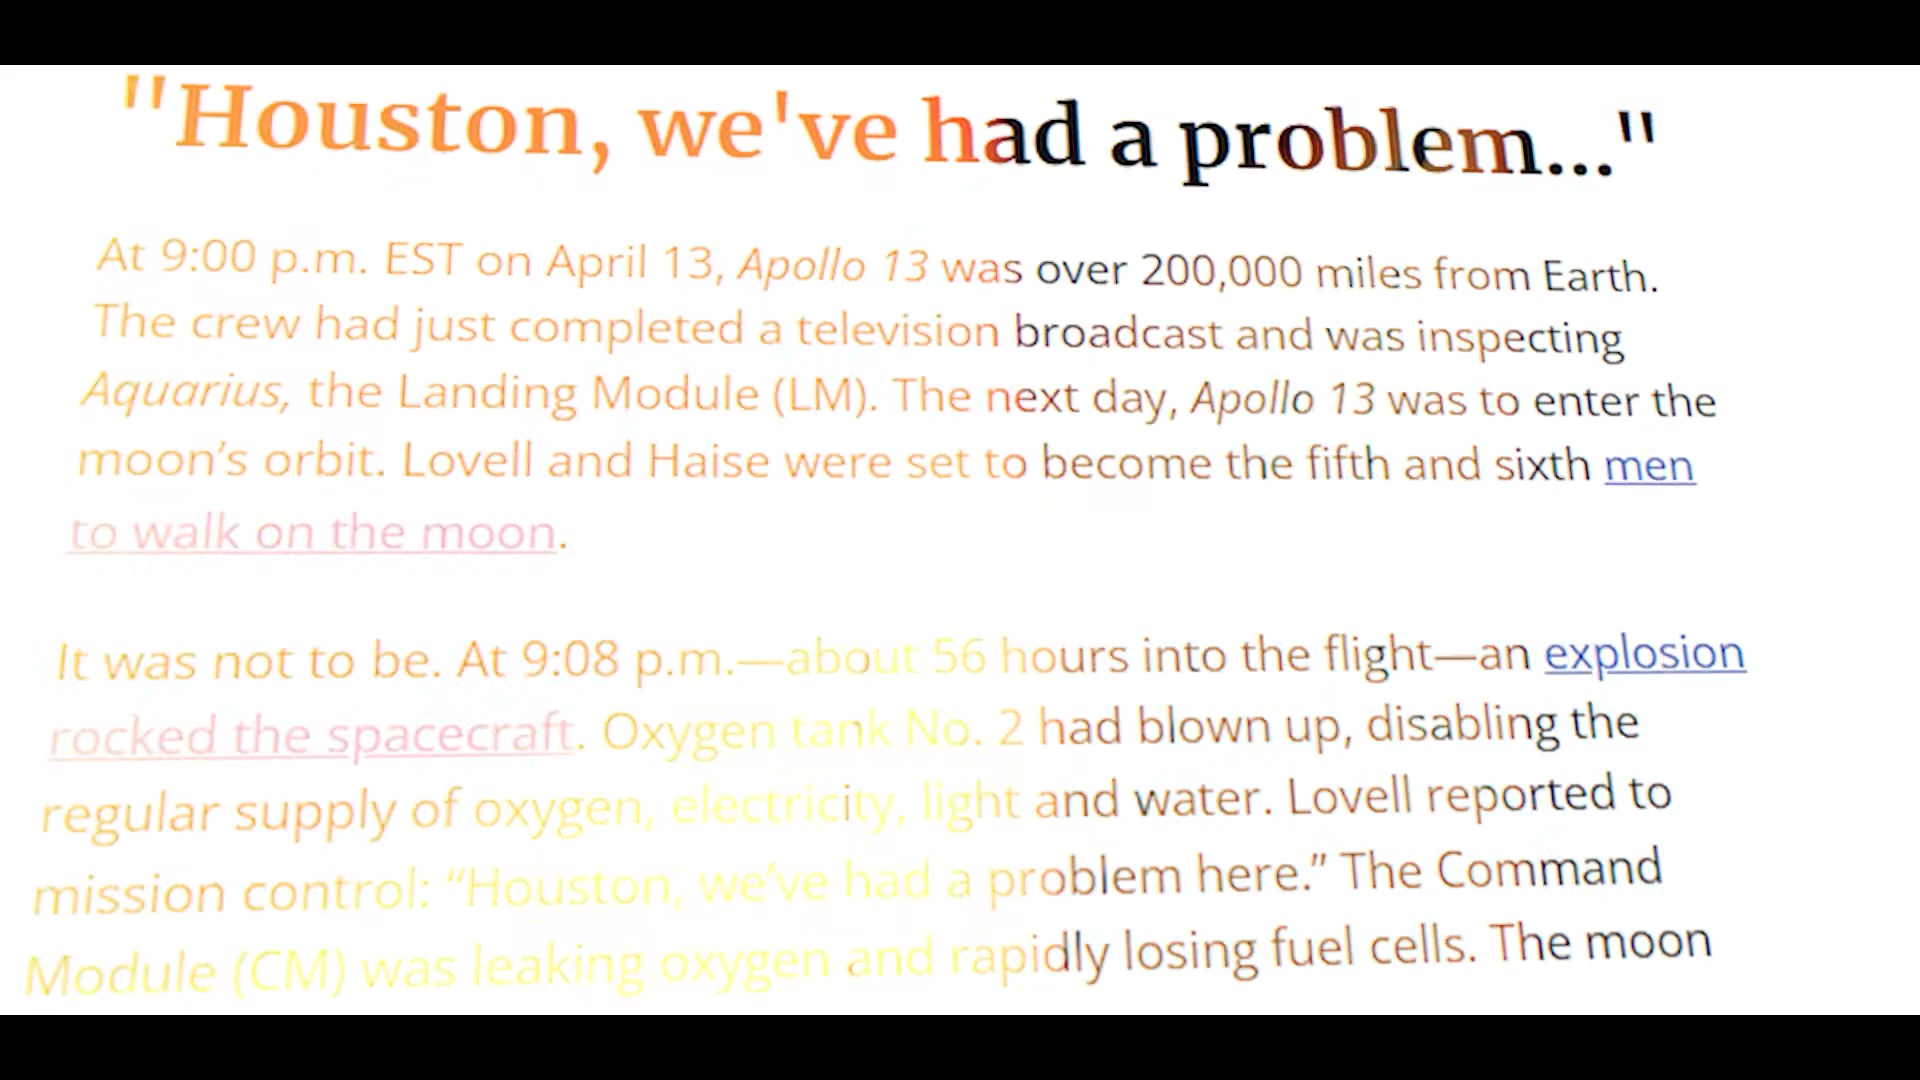 "Houston, we've had a problem..."
At 9:00 p.m. EST on April 13, Apollo 13 was over 200,000 miles from Earth.
The crew had just completed a television broadcast and was inspecting
Aquarius, the Landing Module (LM). The next day, Apollo 13 was to enter the
moon’s orbit. Lovell and Haise were set to become the fifth and sixth men
to walk on the moon.
It was not to be. At 9:08 p.m.—about 56 hours into the flight—an explosion
rocked the spacecraft. Oxygen tank No. 2 had blown up, disabling the
regular supply of oxygen, electricity, light and water. Lovell reported to
mission control: “Houston, we’ve had a problem here.” The Command
Module (CM) was leaking oxygen and rapidly losing fuel cells. The moon